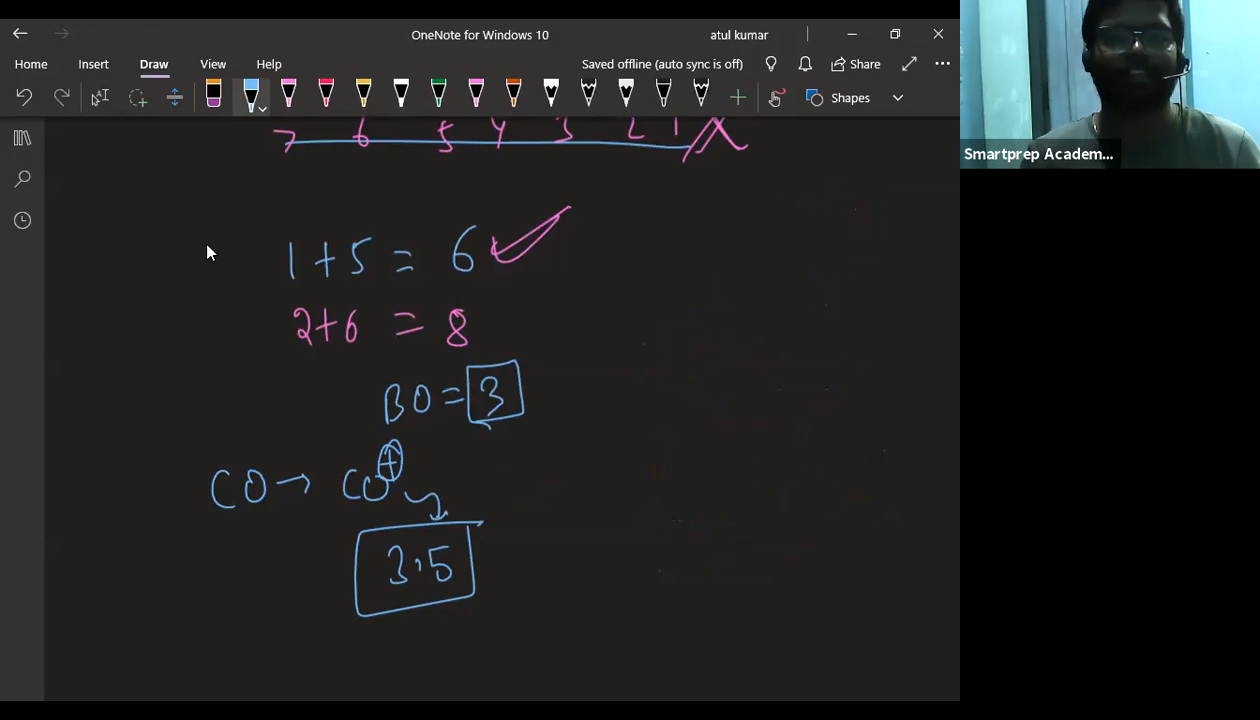 OneNote for Windows 10
atul kumar
Home
Insert
Draw
View
Help
Saved offline (auto sync is off)
Share
Shapes
Smartprep Academ...
7 6 5 4 3 2 1
1 + 5 = 6
2 + 6 = 8
BO = 3
CO → CO⊕
3.5